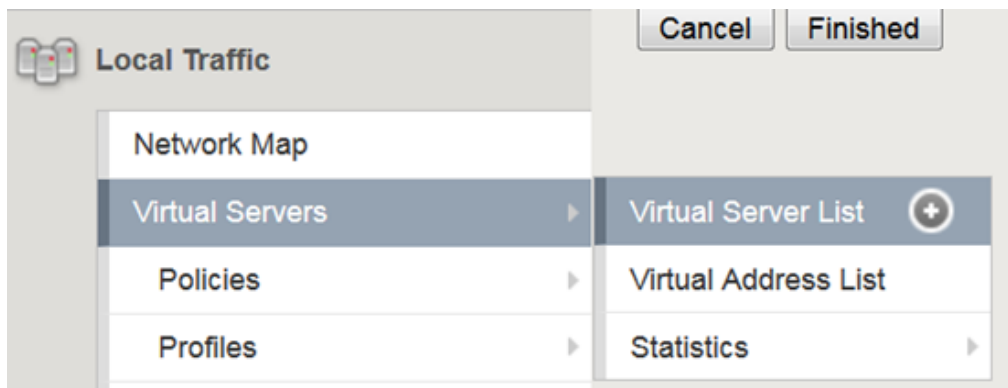 Cancel Finished
Local Traffic
Network Map
Virtual Servers
Virtual Server List
Policies
Virtual Address List
Profiles
Statistics